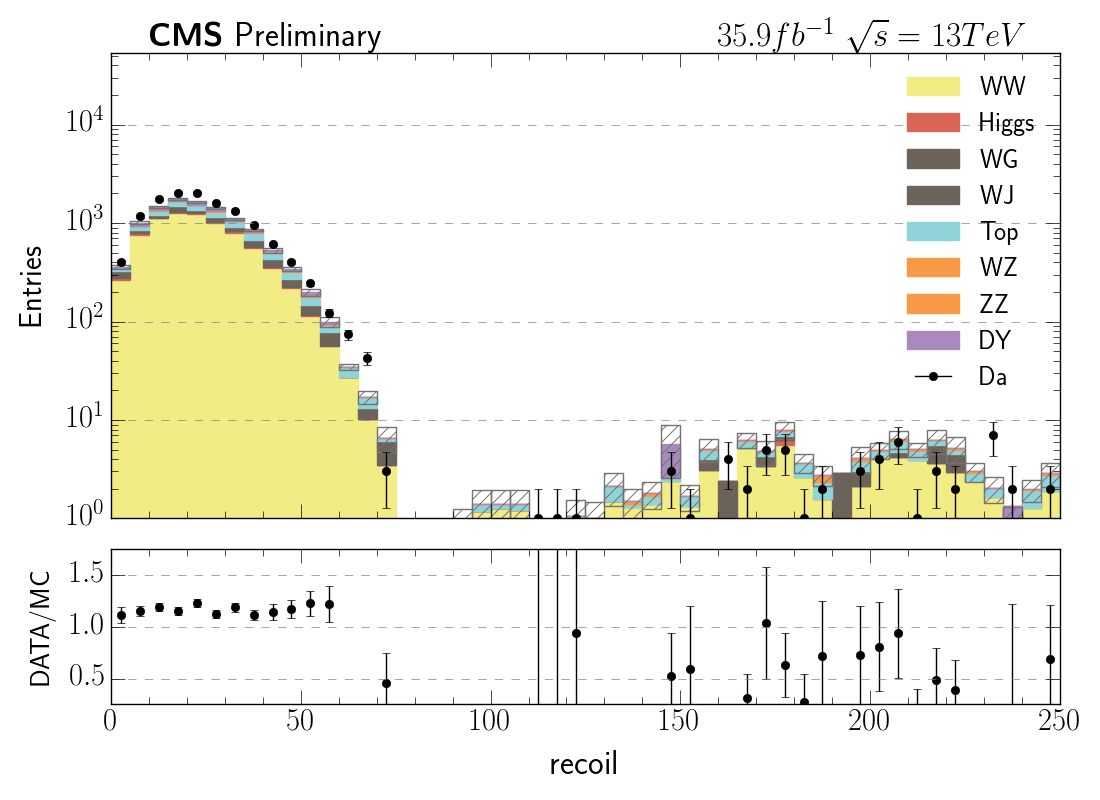 CMS Preliminary 35.9fb⁻¹ √s = 13TeV
WW
Higgs
WG
WJ
Top
WZ
ZZ
DY
Da
Entries
10⁴
10³
10²
10¹
10⁰
DATA/MC
1.5
1.0
0.5
0 50 100 150 200 250
recoil